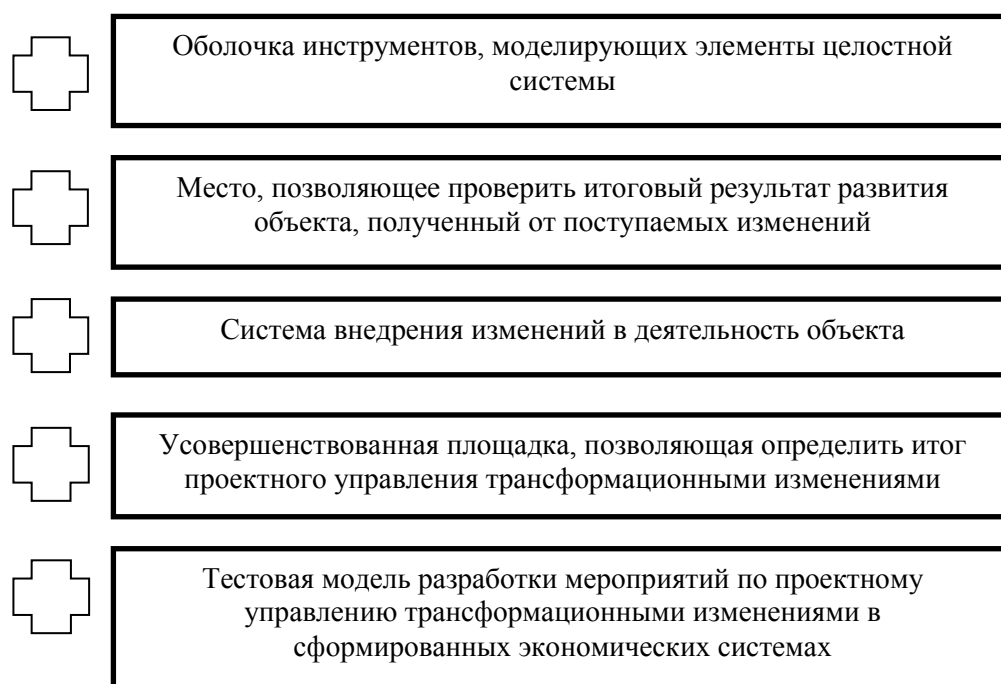 Оболочка инструментов, моделирующих элементы целостной
системы
Место, позволяющее проверить итоговый результат развития
объекта, полученный от поступаемых изменений
Система внедрения изменений в деятельность объекта
Усовершенствованная площадка, позволяющая определить итог
проектного управления трансформационными изменениями
Тестовая модель разработки мероприятий по проектному
управлению трансформационными изменениями в
сформированных экономических системах